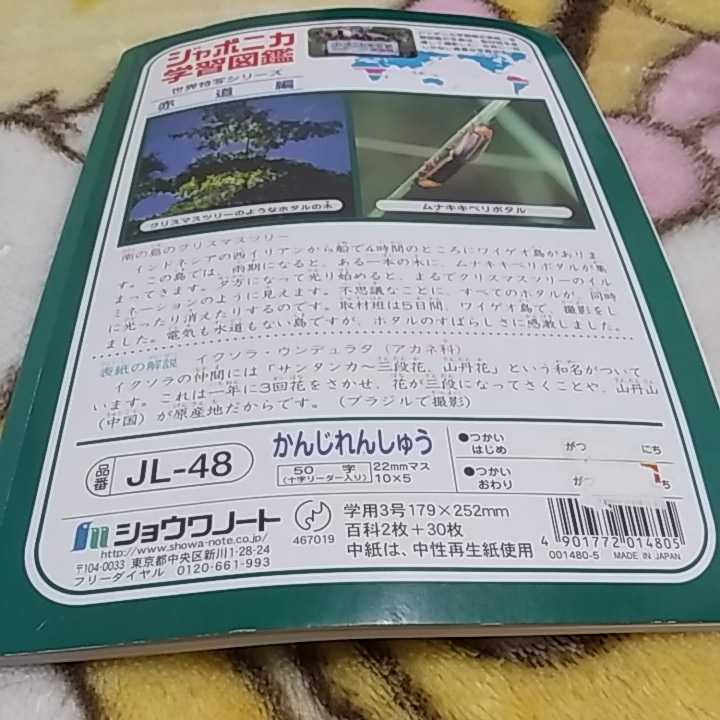 ジャポニカ
学習図鑑
世界特写シリーズ
赤道編
クリスマスツリーのようなホタルの木
ムナキキベリボタル
南の島のクリスマスツリー
インドネシアの西イリアンから船で4時間のところにワイゲオ島がありま
す。この島では、雨期になると、ある一本の木に、ムナキキベリボタルが集
まってきます。夕方になって光り始めると、まるでクリスマスツリーのイル
ミネーションのように見えます。不思議なことに、すべてのホタルが、同時
に光ったり消えたりするのです。取材班は5日間、ワイゲオ島で、撮影をし
ました。電気も水道もない島ですが、ホタルのすばらしさに感激しました。
表紙の解説 イクソラ・ウンデュラタ (アカネ科)
イクソラの仲間には「サンタンカ〜三段花、山丹花」という和名がついて
います。これは一年に3回花をさかせ、花が三段になってさくことや、山丹山
(中国) が原産地だからです。(ブラジルで撮影)
品番 JL-48
かんじれんしゅう
50字 (十字リーダー入り)
22mmマス
10×5
●つかい はじめ がつ にち
●つかい おわり がつ ち
ショウワノート
http://www.showa-note.co.jp/
〒104-0033 東京都中央区新川1-28-24
フリーダイヤル 0120-661-993
467019
学用3号 179×252mm
百科2枚+30枚
中紙は、中性再生紙使用
4 901772 014805
001480-5 MADE IN JAPAN